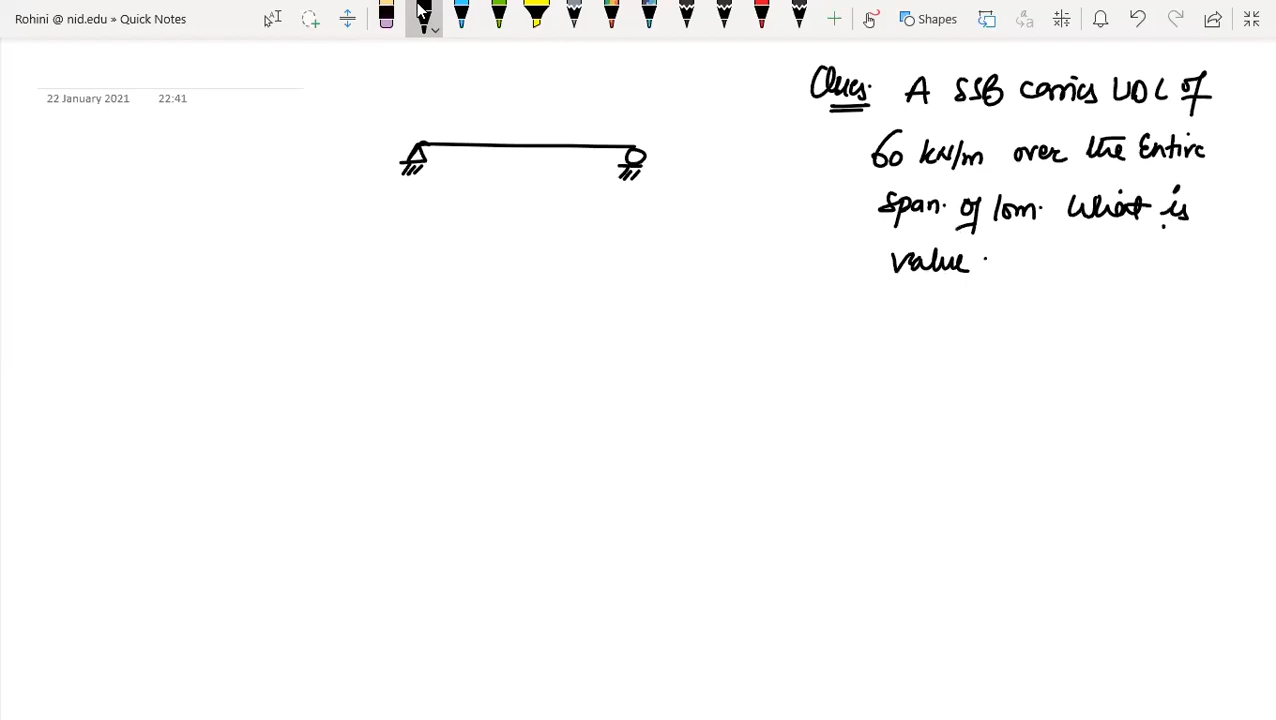 Rohini @ nid.edu » Quick Notes
Shapes
22 January 2021 22:41
Ques. A SSB carries UDL of
60 kN/m over the Entire
span. of 10m. What is
value